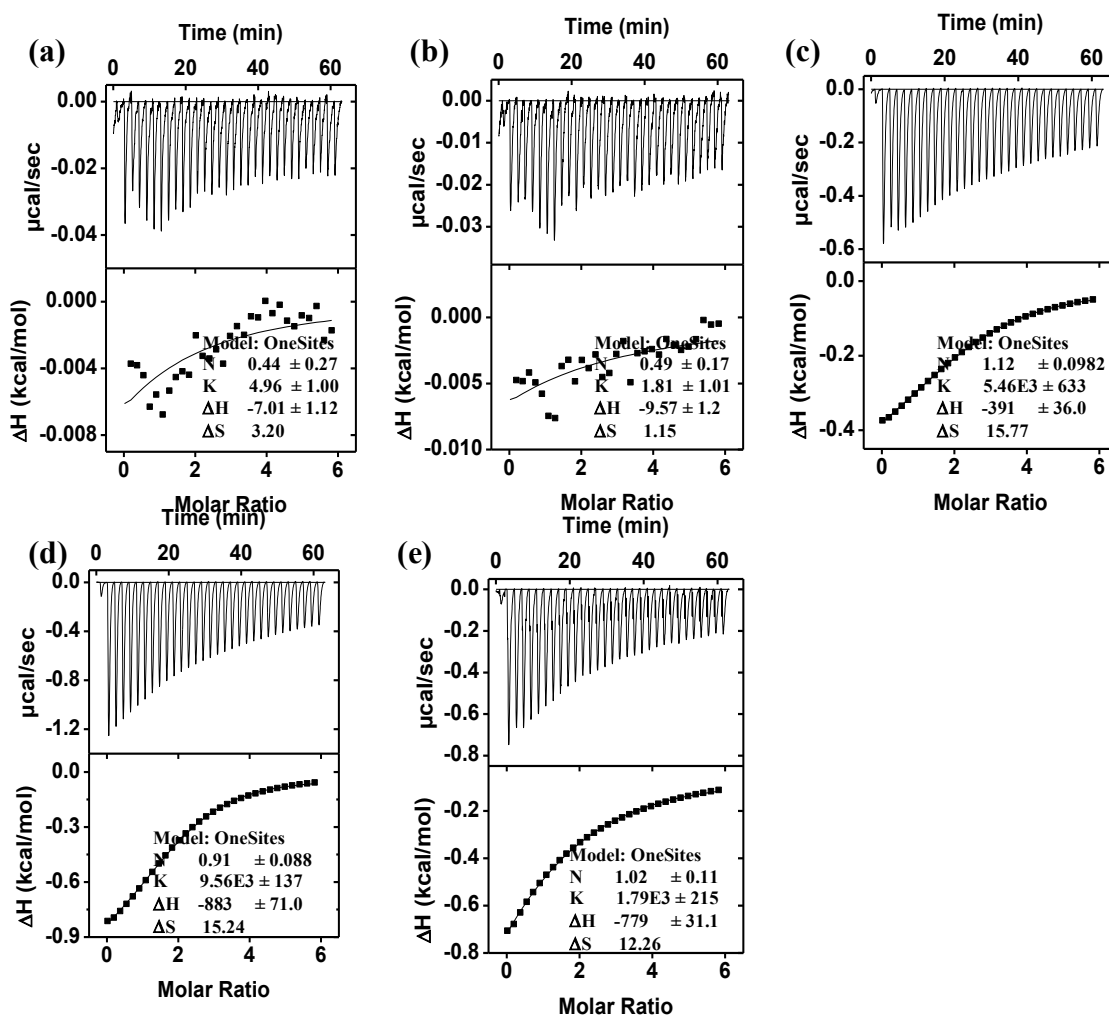 (a)
Time (min)
0 20 40 60
0.00
-0.02
-0.04
µcal/sec
0.000
-0.004
-0.008
ΔH (kcal/mol)
Model: OneSites
N 0.44 ± 0.27
K 4.96 ± 1.00
ΔH -7.01 ± 1.12
ΔS 3.20
0 2 4 6
Molar Ratio
(b)
Time (min)
0 20 40 60
0.00
-0.01
-0.02
-0.03
µcal/sec
0.000
-0.005
-0.010
ΔH (kcal/mol)
Model: OneSites
N 0.49 ± 0.17
K 1.81 ± 1.01
ΔH -9.57 ± 1.2
ΔS 1.15
0 2 4 6
Molar Ratio
(c)
Time (min)
0 20 40 60
0.0
-0.2
-0.4
-0.6
µcal/sec
0.0
-0.2
-0.4
ΔH (kcal/mol)
Model: OneSites
N 1.12 ± 0.0982
K 5.46E3 ± 633
ΔH -391 ± 36.0
ΔS 15.77
0 2 4 6
Molar Ratio
(d)
Time (min)
0 20 40 60
0.0
-0.4
-0.8
-1.2
µcal/sec
0.0
-0.3
-0.6
-0.9
ΔH (kcal/mol)
Model: OneSites
N 0.91 ± 0.088
K 9.56E3 ± 137
ΔH -883 ± 71.0
ΔS 15.24
0 2 4 6
Molar Ratio
(e)
Time (min)
0 20 40 60
0.0
-0.2
-0.4
-0.6
-0.8
µcal/sec
-0.2
-0.4
-0.6
-0.8
ΔH (kcal/mol)
Model: OneSites
N 1.02 ± 0.11
K 1.79E3 ± 215
ΔH -779 ± 31.1
ΔS 12.26
0 2 4 6
Molar Ratio